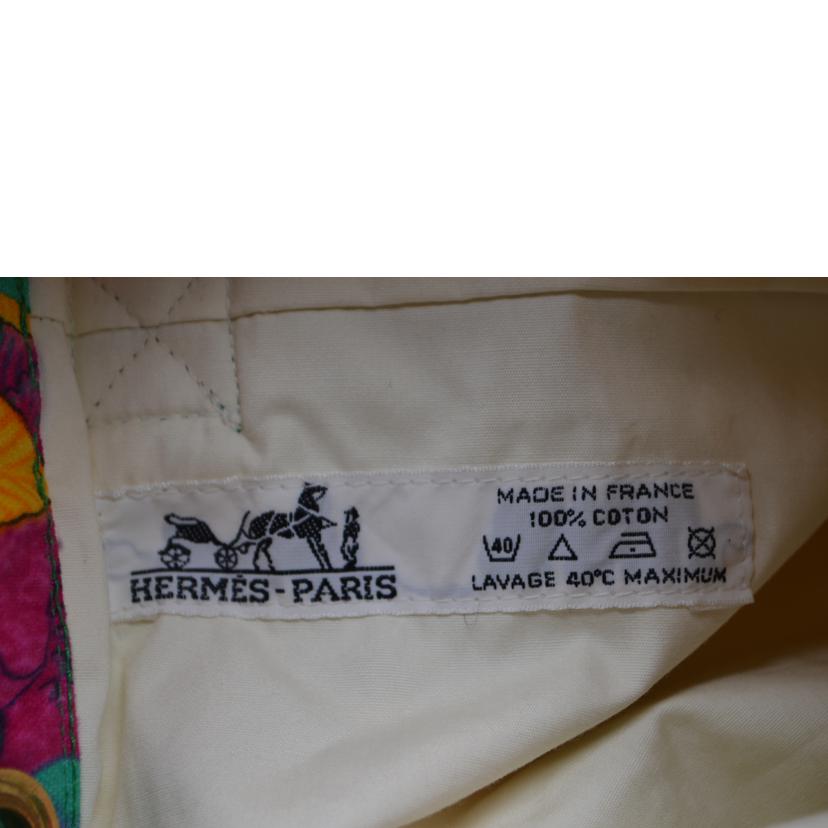 HERMÈS-PARIS
MADE IN FRANCE
100% COTON
40
LAVAGE 40°C MAXIMUM